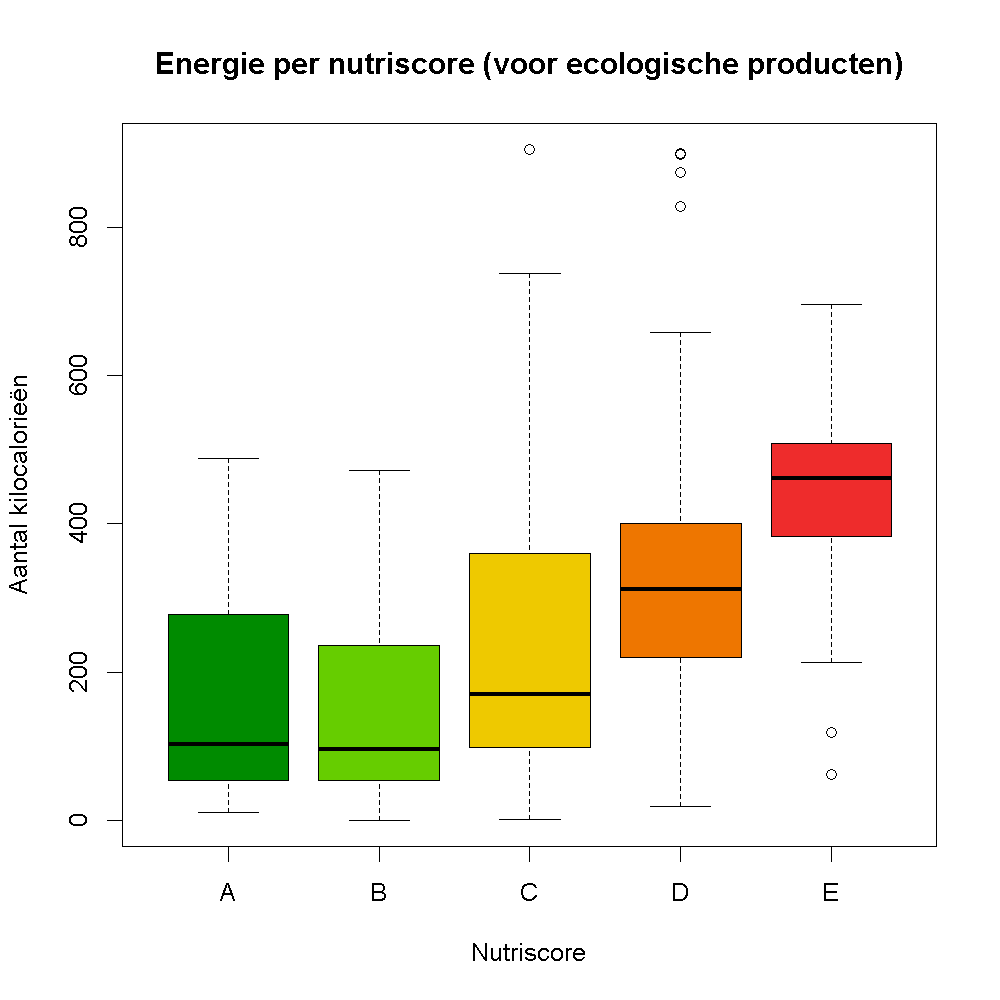 Energie per nutriscore (voor ecologische producten)
Aantal kilocalorieën
800
600
400
200
0
A B C D E
Nutriscore